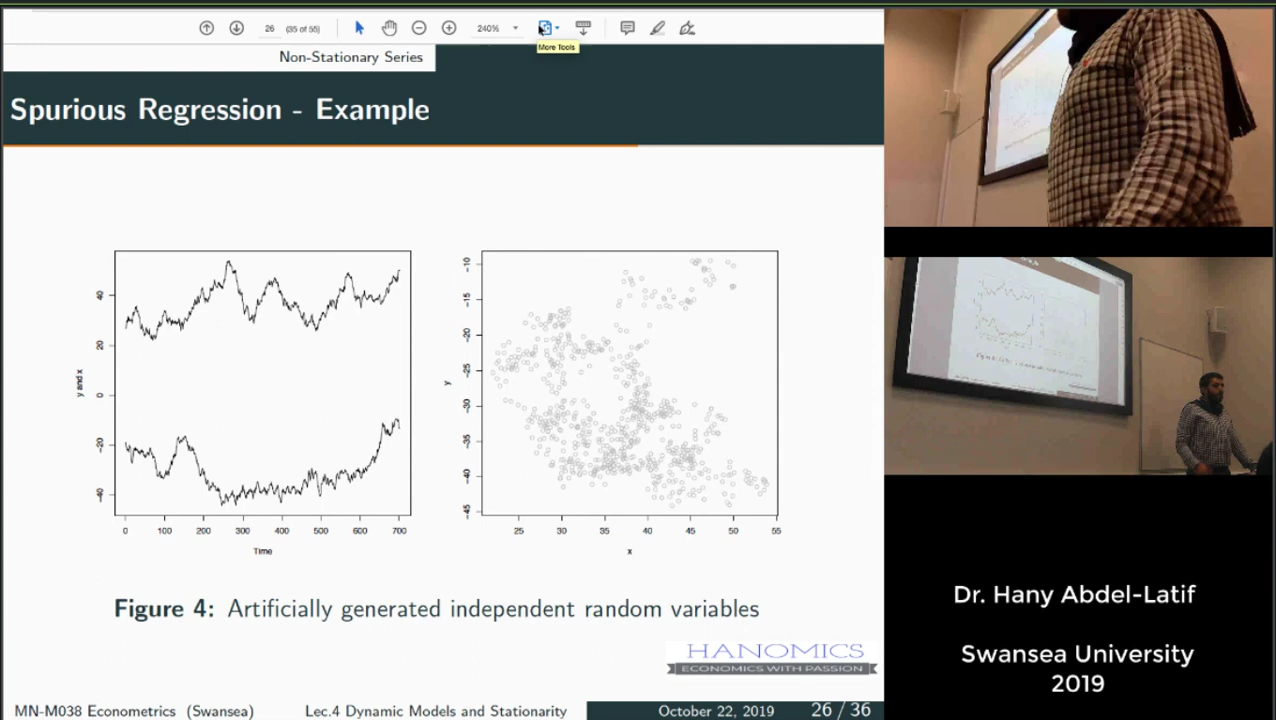 26
(35 of 55)
240%
More Tools
Non-Stationary Series
Spurious Regression - Example
y and x
40
20
0
-20
-40
0 100 200 300 400 500 600 700
Time
y
-10
-15
-20
-25
-30
-35
-40
-45
25 30 35 40 45 50 55
x
Figure 4: Artificially generated independent random variables
HANOMICS
ECONOMICS WITH PASSION
MN-M038 Econometrics (Swansea) Lec.4 Dynamic Models and Stationarity October 22, 2019 26 / 36
Dr. Hany Abdel-Latif
Swansea University
2019